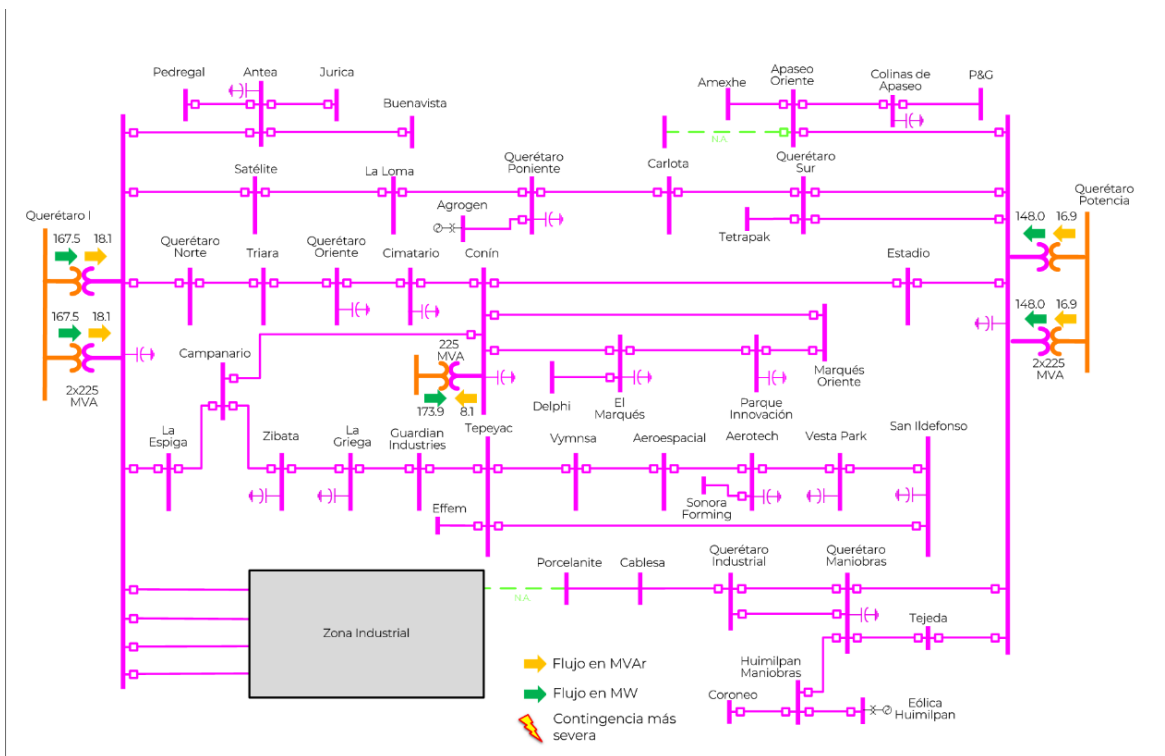 Pedregal
Antea
Jurica
Buenavista
Amexhe
Apaseo
Oriente
Colinas de
Apaseo
P&G
N.A.
Satélite
La Loma
Querétaro
Poniente
Carlota
Querétaro
Sur
Agrogen
Tetrapak
Querétaro I
167.5
18.1
167.5
18.1
2x225
MVA
Querétaro
Potencia
148.0
16.9
148.0
16.9
2x225
MVA
Querétaro
Norte
Triara
Querétaro
Oriente
Cimatario
Conín
Estadio
Campanario
225
MVA
173.9
8.1
Delphi
El
Marqués
Parque
Innovación
Marqués
Oriente
La
Espiga
Zibata
La
Griega
Guardian
Industries
Tepeyac
Vymnsa
Aeroespacial
Aerotech
Vesta Park
San Ildefonso
Effem
Sonora
Forming
Zona Industrial
N.A.
Porcelanite
Cablesa
Querétaro
Industrial
Querétaro
Maniobras
Tejeda
Huimilpan
Maniobras
Coroneo
Eólica
Huimilpan
Flujo en MVAr
Flujo en MW
Contingencia más
severa